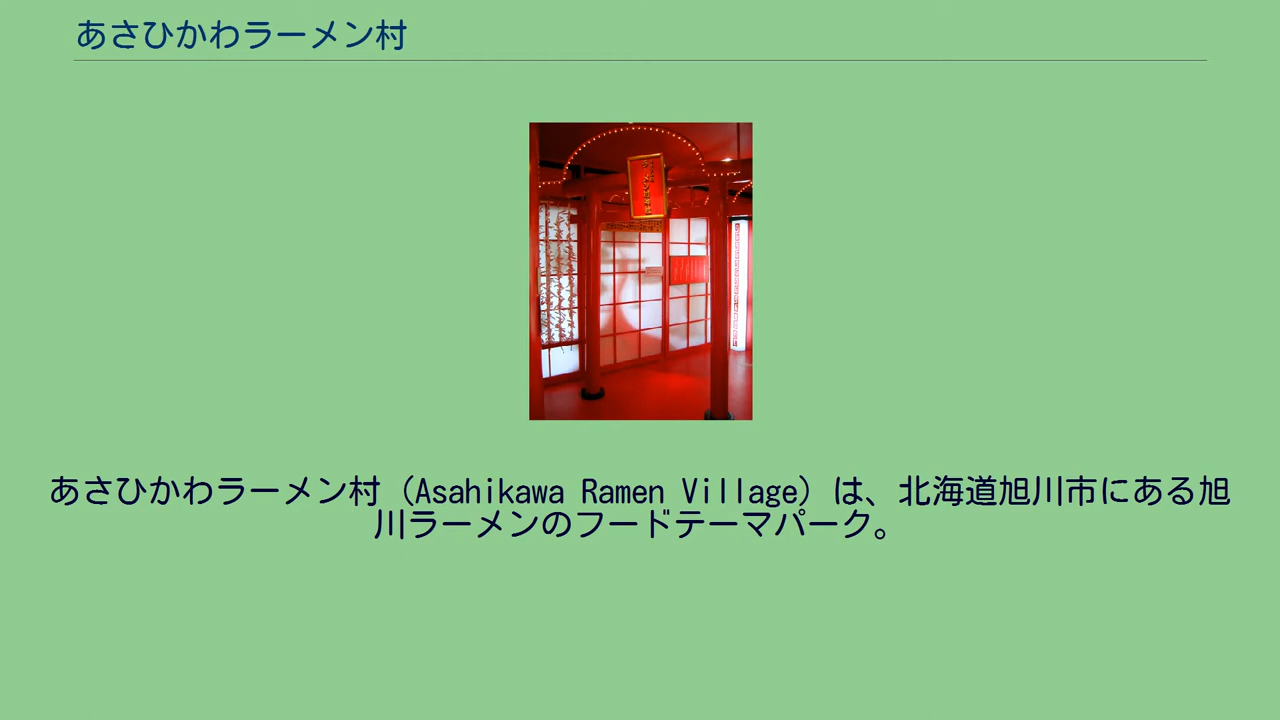 あさひかわラーメン村
あさひかわラーメン村（Asahikawa Ramen Village）は、北海道旭川市にある旭
川ラーメンのフードテーマパーク。